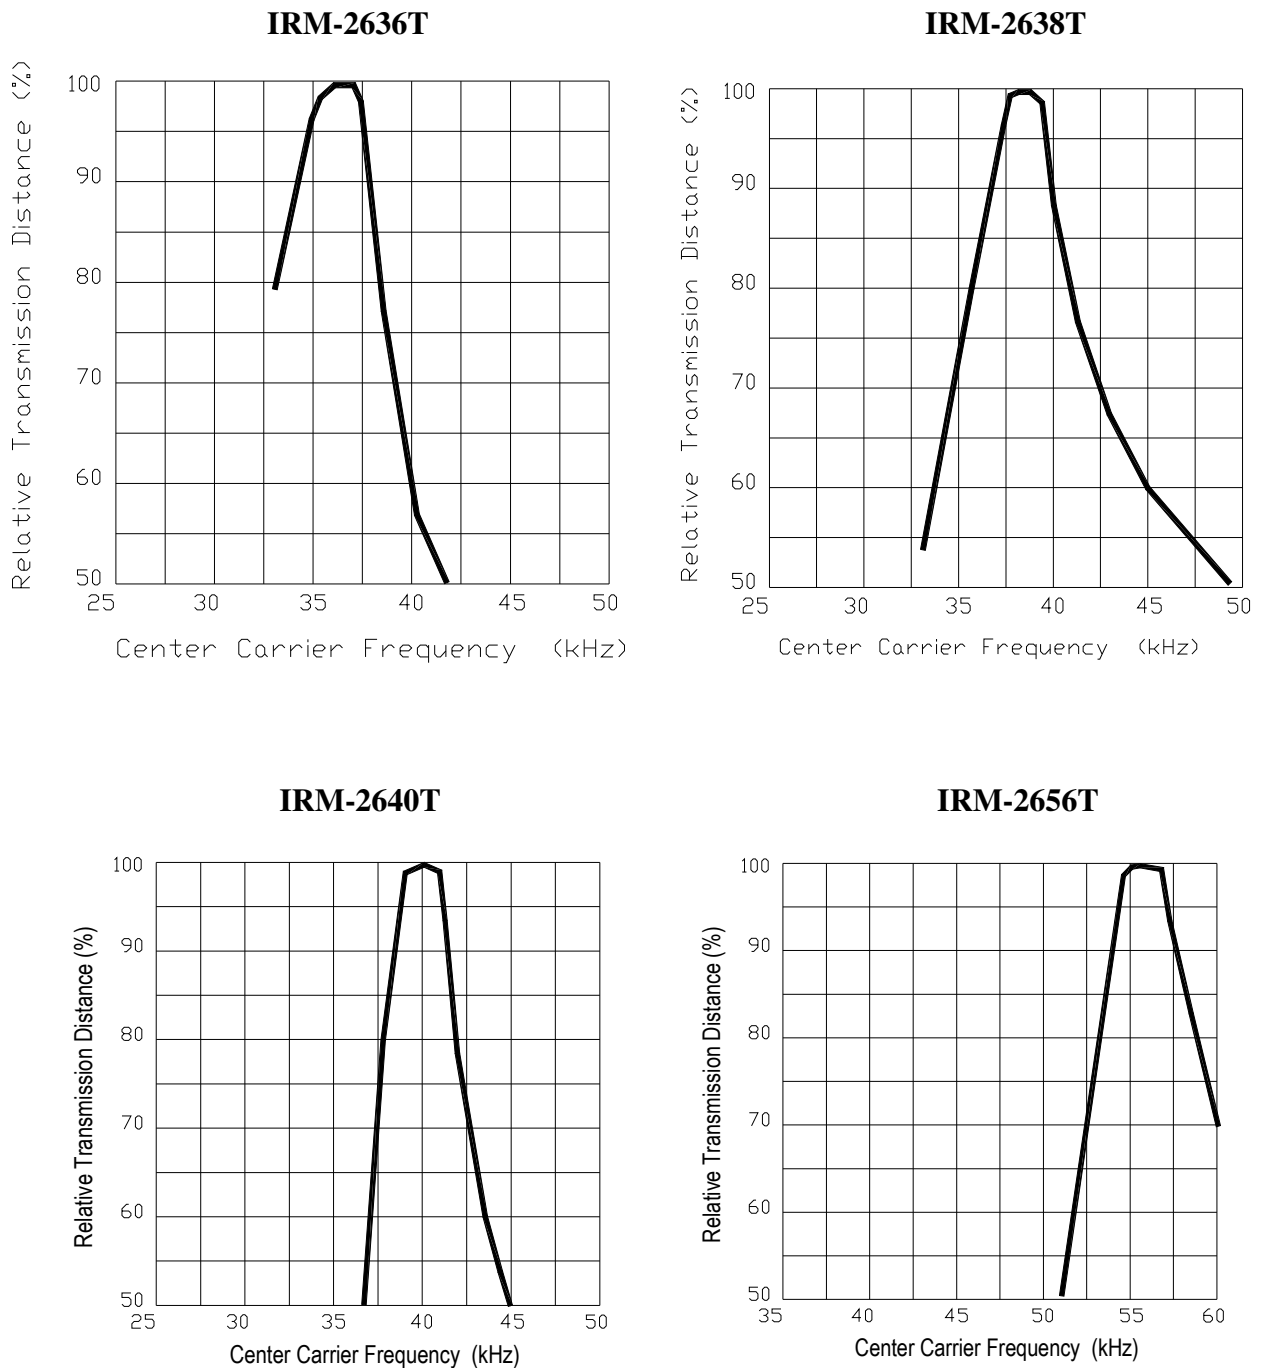 IRM-2636T
IRM-2638T
Relative Transmission Distance (%)
100
90
80
70
60
50
25 30 35 40 45 50
Center Carrier Frequency (kHz)
Relative Transmission Distance (%)
100
90
80
70
60
50
25 30 35 40 45 50
Center Carrier Frequency (kHz)
IRM-2640T
IRM-2656T
Relative Transmission Distance (%)
100
90
80
70
60
50
25 30 35 40 45 50
Center Carrier Frequency (kHz)
Relative Transmission Distance (%)
100
90
80
70
60
50
35 40 45 50 55 60
Center Carrier Frequency (kHz)